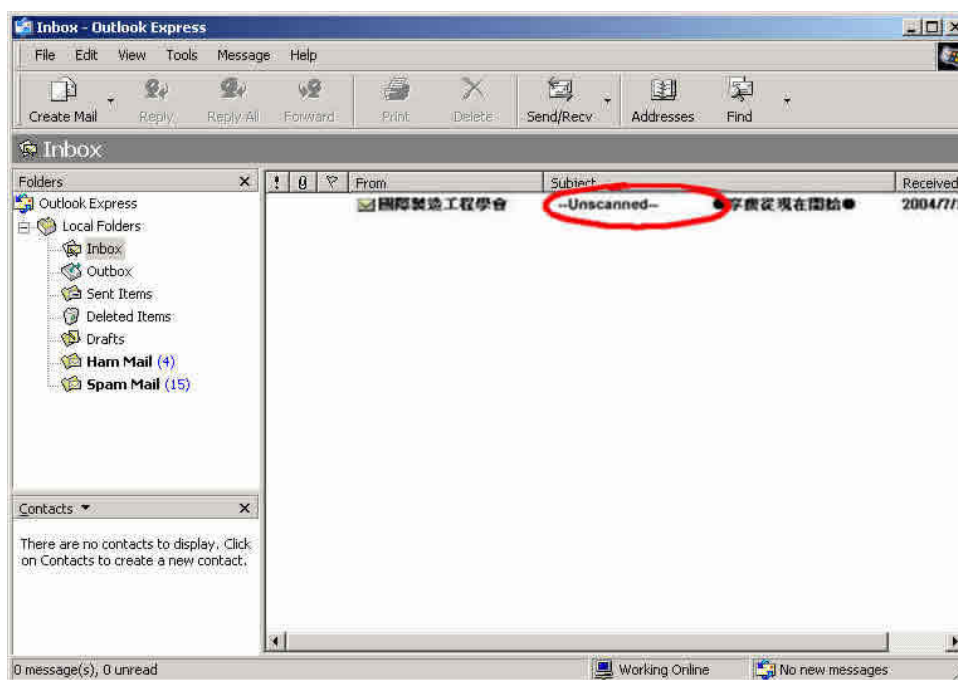 Inbox - Outlook Express
File Edit View Tools Message Help
Create Mail Reply Reply All Forward Print Delete Send/Recv Addresses Find
Inbox
Folders
! From Subject Received
Outlook Express
國際製造工程學會 --Unscanned-- 從現在開始● 2004/7/
Local Folders
Inbox
Outbox
Sent Items
Deleted Items
Drafts
Ham Mail (4)
Spam Mail (15)
Contacts
There are no contacts to display. Click
on Contacts to create a new contact.
0 message(s), 0 unread Working Online No new messages